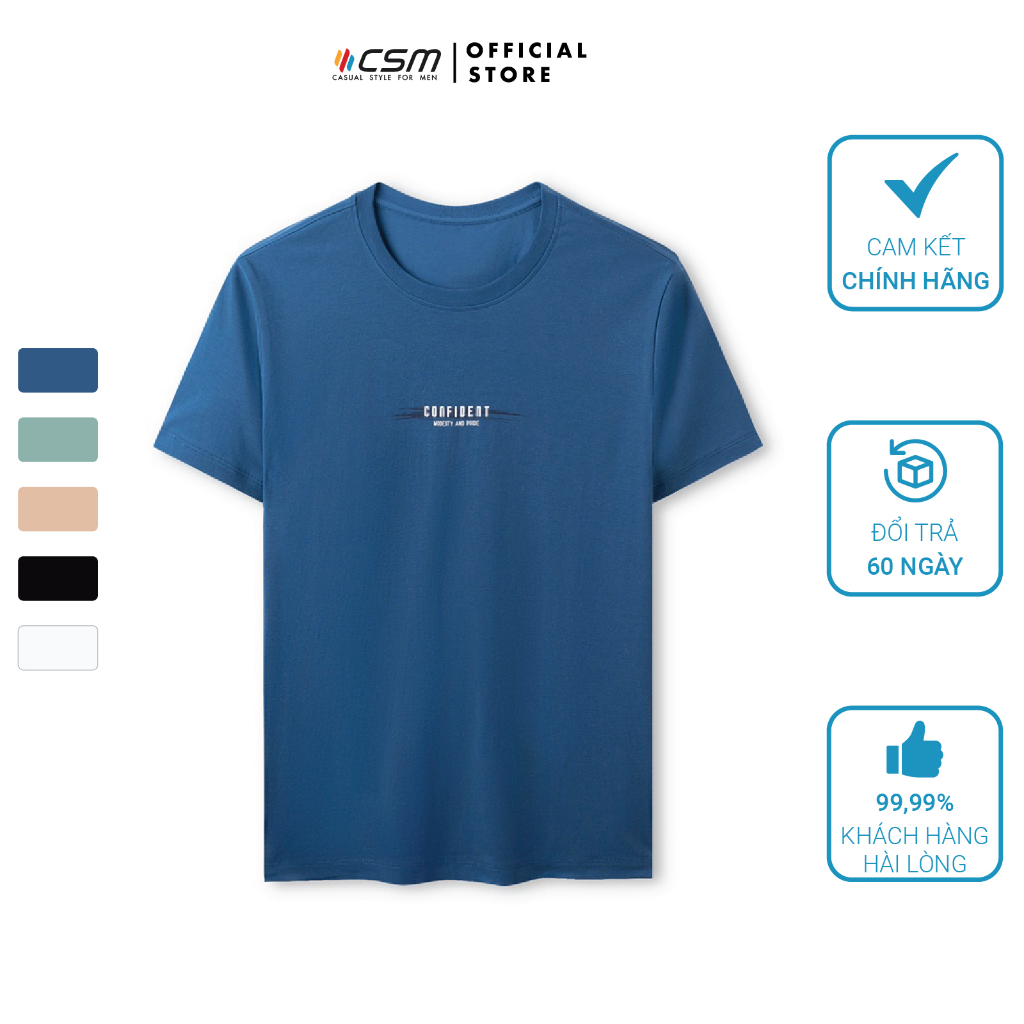 CSM
CASUAL STYLE FOR MEN
OFFICIAL
STORE
CAM KẾT
CHÍNH HÃNG
CONFIDENT
MODESTY AND PRIDE
ĐỔI TRẢ
60 NGÀY
99,99%
KHÁCH HÀNG
HÀI LÒNG